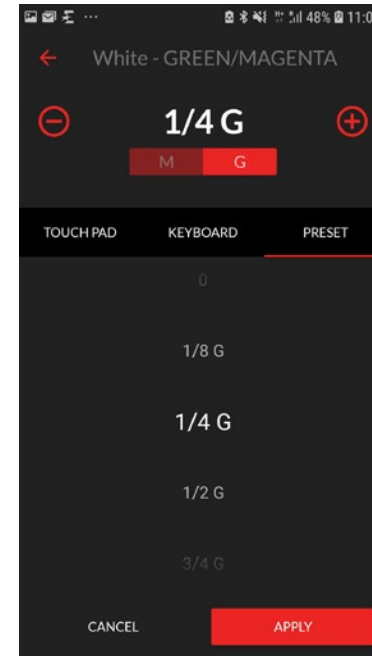 48% 11:0
White - GREEN/MAGENTA
1/4 G
M G
TOUCH PAD KEYBOARD PRESET
0
1/8 G
1/4 G
1/2 G
3/4 G
CANCEL APPLY